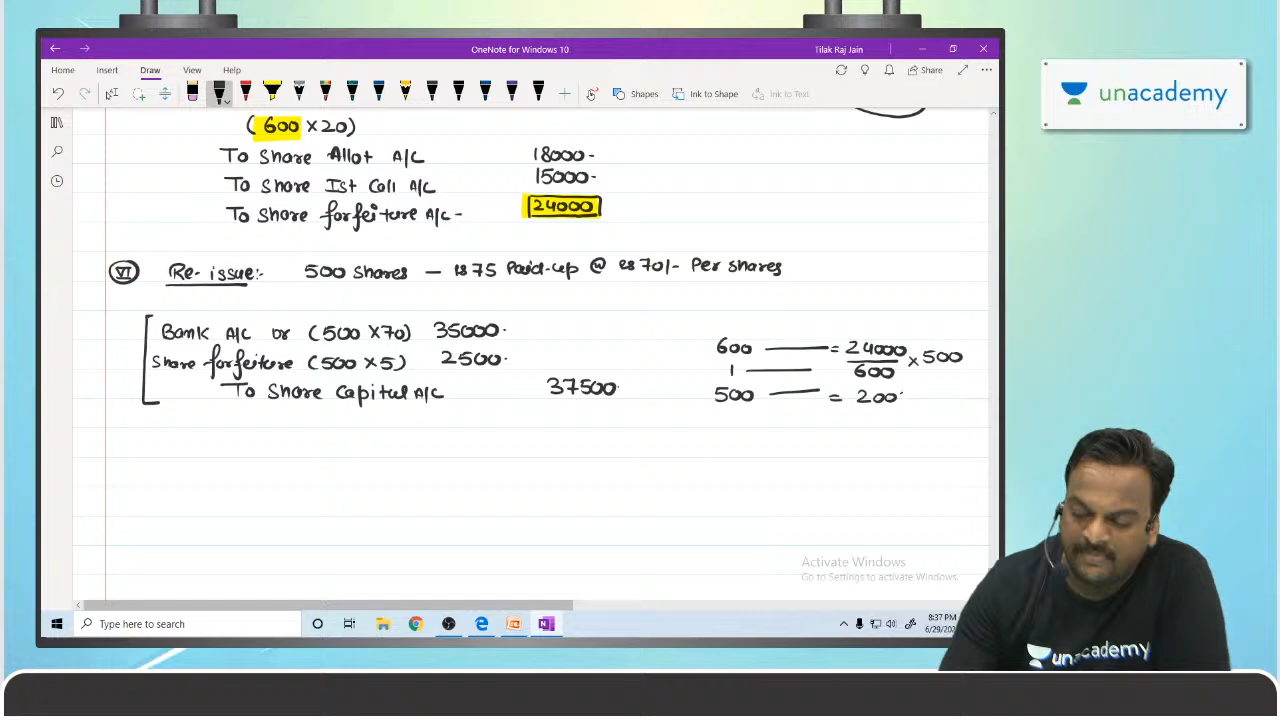 OneNote for Windows 10
Tilak Raj Jain
Home Insert Draw View Help
Share
Shapes Ink to Shape Ink to Text
unacademy
(600 × 20)
To Share Allot A/C 18000-
To Share Ist Call A/C 15000-
To Share forfeiture A/C- 24000
VI Re-issue:- 500 Shares — Rs 75 Paid-up @ Rs 70/- Per Shares
Bank A/C Dr (500 × 70) 35000
Share forfeiture (500 × 5) 2500
To Share Capital A/C 37500
600 —— = 24000
1 —— 600 × 500
500 —— = 200
Activate Windows
Go to Settings to activate Windows.
Type here to search
8:37 PM
unacademy